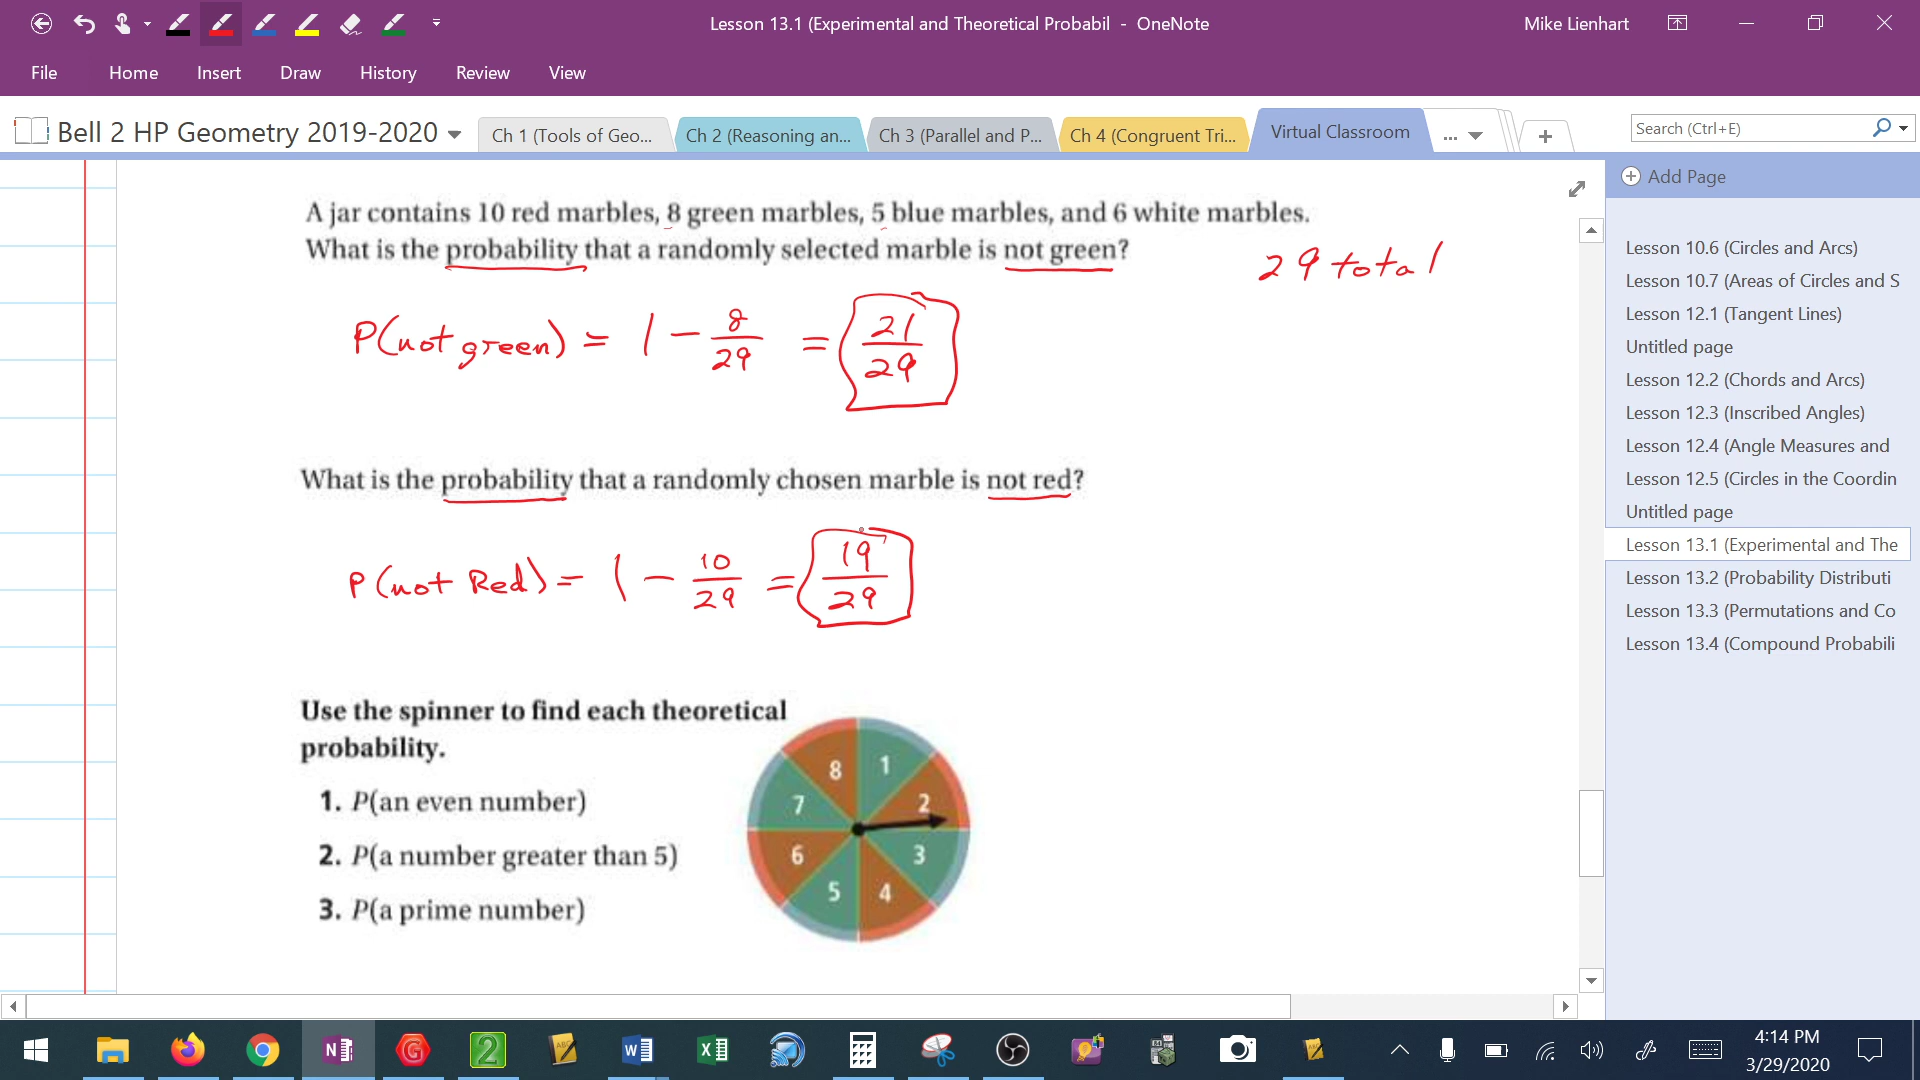 Lesson 13.1 (Experimental and Theoretical Probabil - OneNote
Mike Lienhart
File Home Insert Draw History Review View
Bell 2 HP Geometry 2019-2020
Ch 1 (Tools of Geo...
Ch 2 (Reasoning an...
Ch 3 (Parallel and P...
Ch 4 (Congruent Tri...
Virtual Classroom
...
+
Search (Ctrl+E)
A jar contains 10 red marbles, 8 green marbles, 5 blue marbles, and 6 white marbles.
What is the probability that a randomly selected marble is not green?
29 total
P(not green) = 1 - 8/29 = 21/29
What is the probability that a randomly chosen marble is not red?
P(not Red) = 1 - 10/29 = 19/29
Use the spinner to find each theoretical
probability.
1. P(an even number)
2. P(a number greater than 5)
3. P(a prime number)
8 1
7 2
6 3
5 4
Add Page
Lesson 10.6 (Circles and Arcs)
Lesson 10.7 (Areas of Circles and S
Lesson 12.1 (Tangent Lines)
Untitled page
Lesson 12.2 (Chords and Arcs)
Lesson 12.3 (Inscribed Angles)
Lesson 12.4 (Angle Measures and
Lesson 12.5 (Circles in the Coordin
Untitled page
Lesson 13.1 (Experimental and The
Lesson 13.2 (Probability Distributi
Lesson 13.3 (Permutations and Co
Lesson 13.4 (Compound Probabili
4:14 PM
3/29/2020